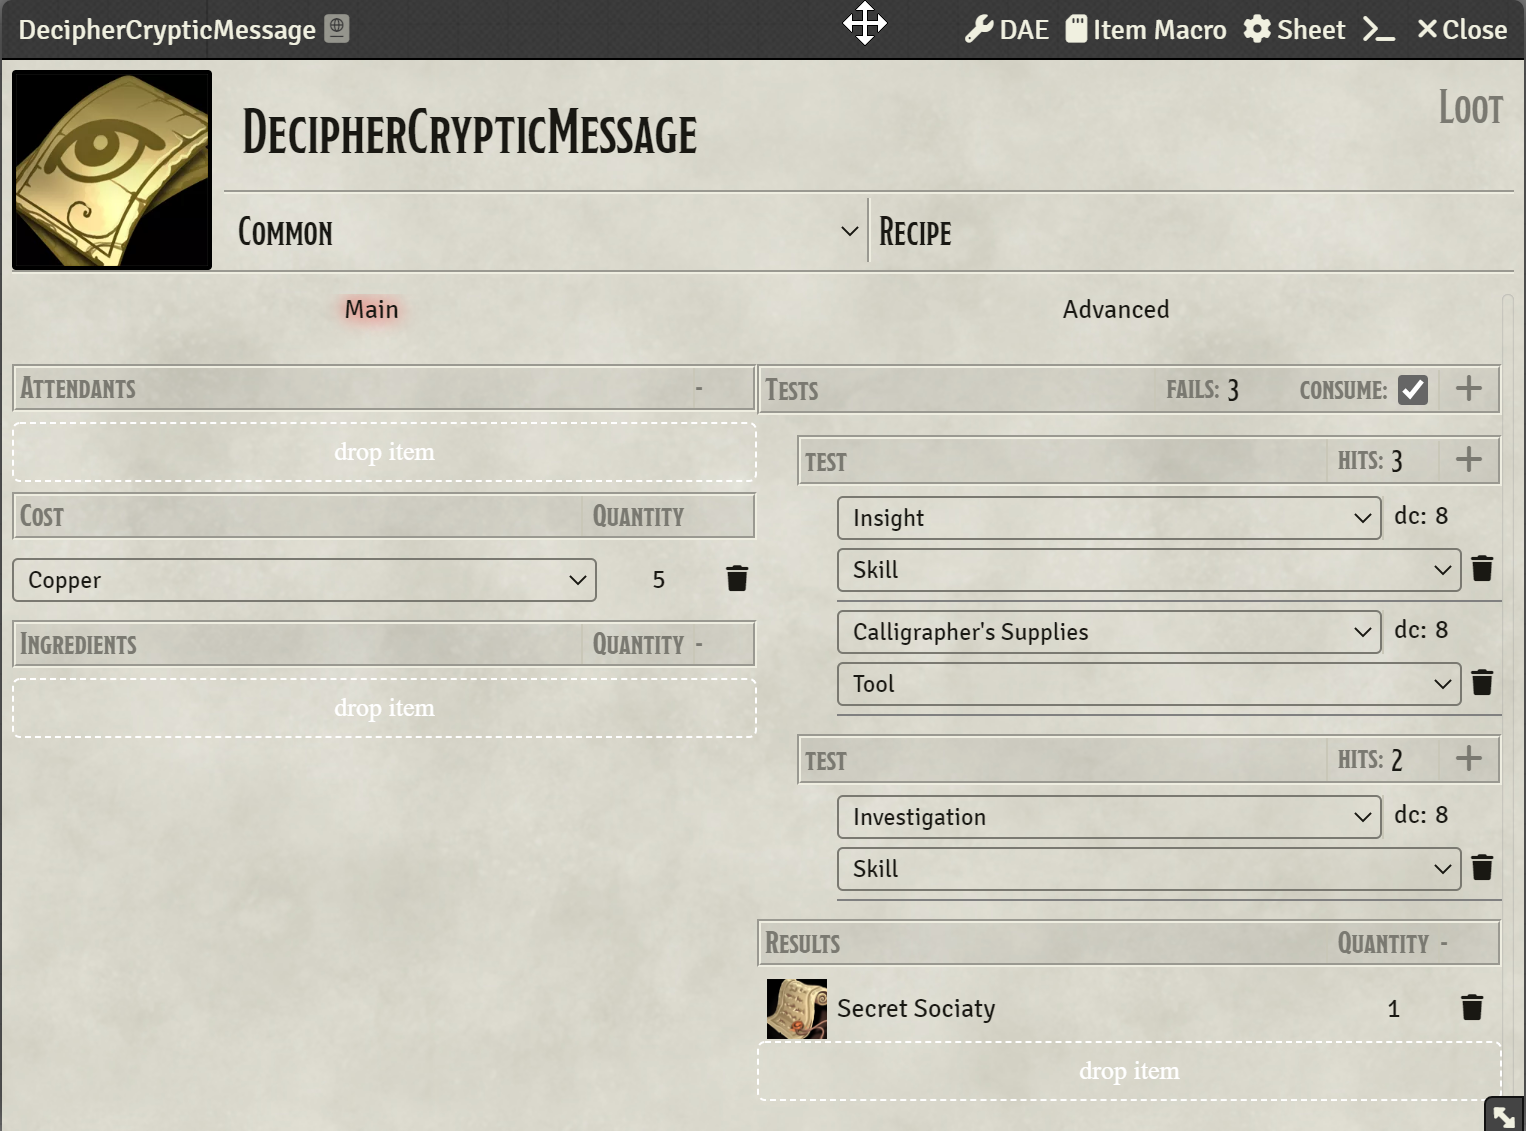 DecipherCrypticMessage DAE Item Macro Sheet Close
DecipherCrypticMessage
Loot
Common
Recipe
Main
Advanced
Attendants -
drop item
Cost Quantity
Copper 5
Ingredients Quantity -
drop item
Tests FAILS: 3 CONSUME:
TEST HITS: 3
Insight dc: 8
Skill
Calligrapher's Supplies dc: 8
Tool
TEST HITS: 2
Investigation dc: 8
Skill
Results Quantity -
Secret Sociaty 1
drop item